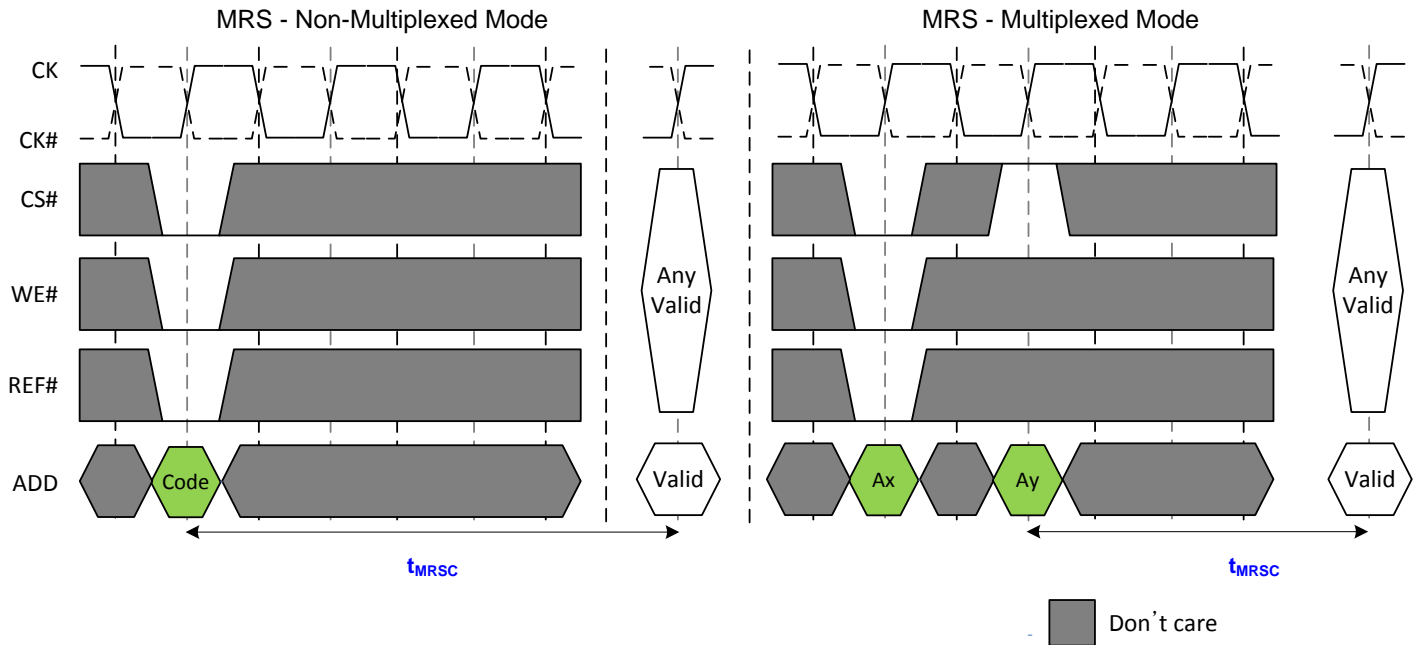 MRS - Non-Multiplexed Mode
MRS - Multiplexed Mode
CK
CK#
CS#
WE#
REF#
ADD
Any
Valid
Any
Valid
Code
Valid
Ax
Ay
Valid
tMRSC
tMRSC
Don't care